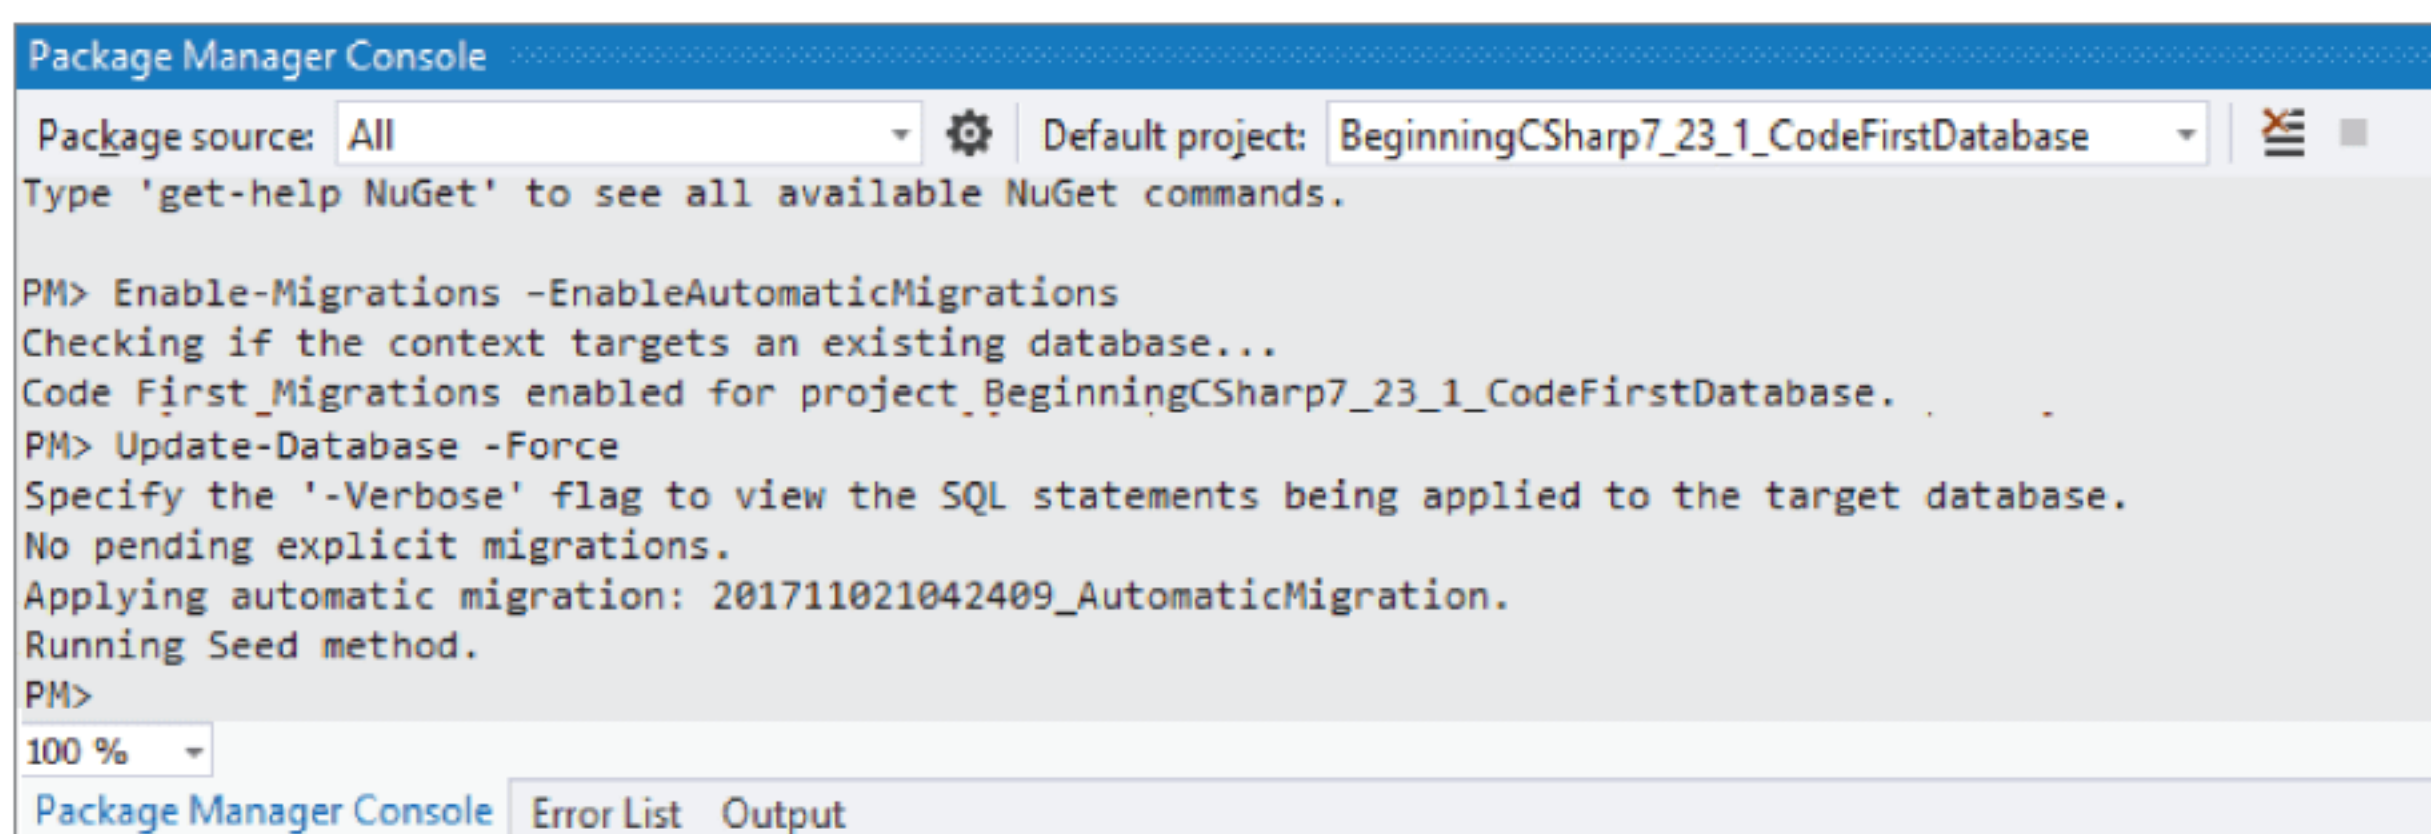 Package Manager Console
Package source: All Default project: BeginningCSharp7_23_1_CodeFirstDatabase
Type 'get-help NuGet' to see all available NuGet commands.
PM> Enable-Migrations –EnableAutomaticMigrations
Checking if the context targets an existing database...
Code First Migrations enabled for project BeginningCSharp7_23_1_CodeFirstDatabase.
PM> Update-Database -Force
Specify the '-Verbose' flag to view the SQL statements being applied to the target database.
No pending explicit migrations.
Applying automatic migration: 201711021042409_AutomaticMigration.
Running Seed method.
PM>
100 %
Package Manager Console Error List Output